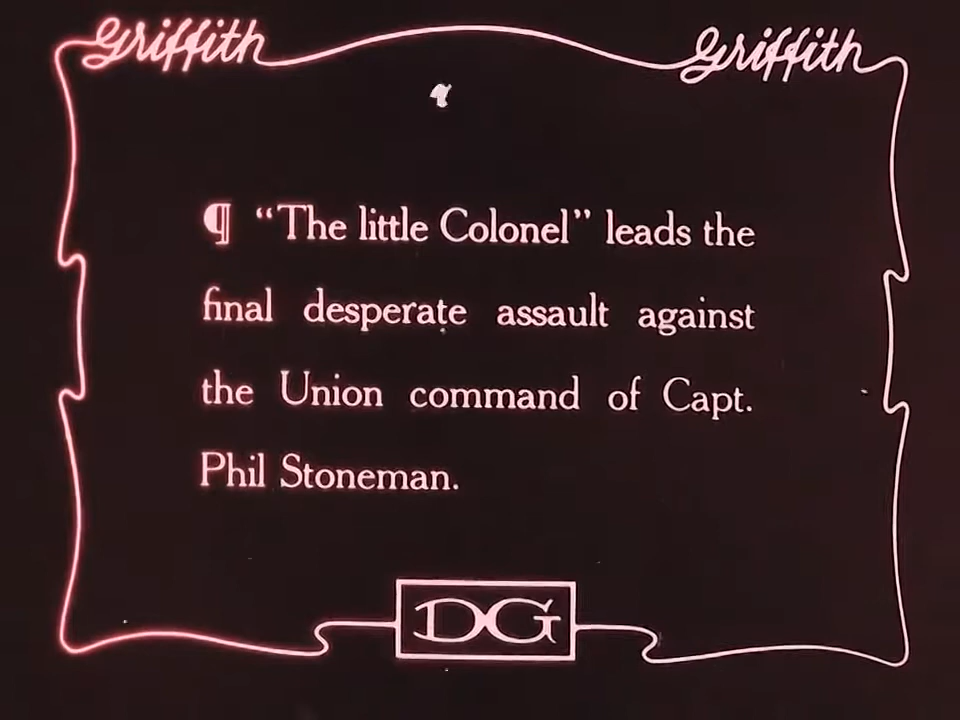 Griffith Griffith
¶ "The little Colonel" leads the
final desperate assault against
the Union command of Capt.
Phil Stoneman.
DG